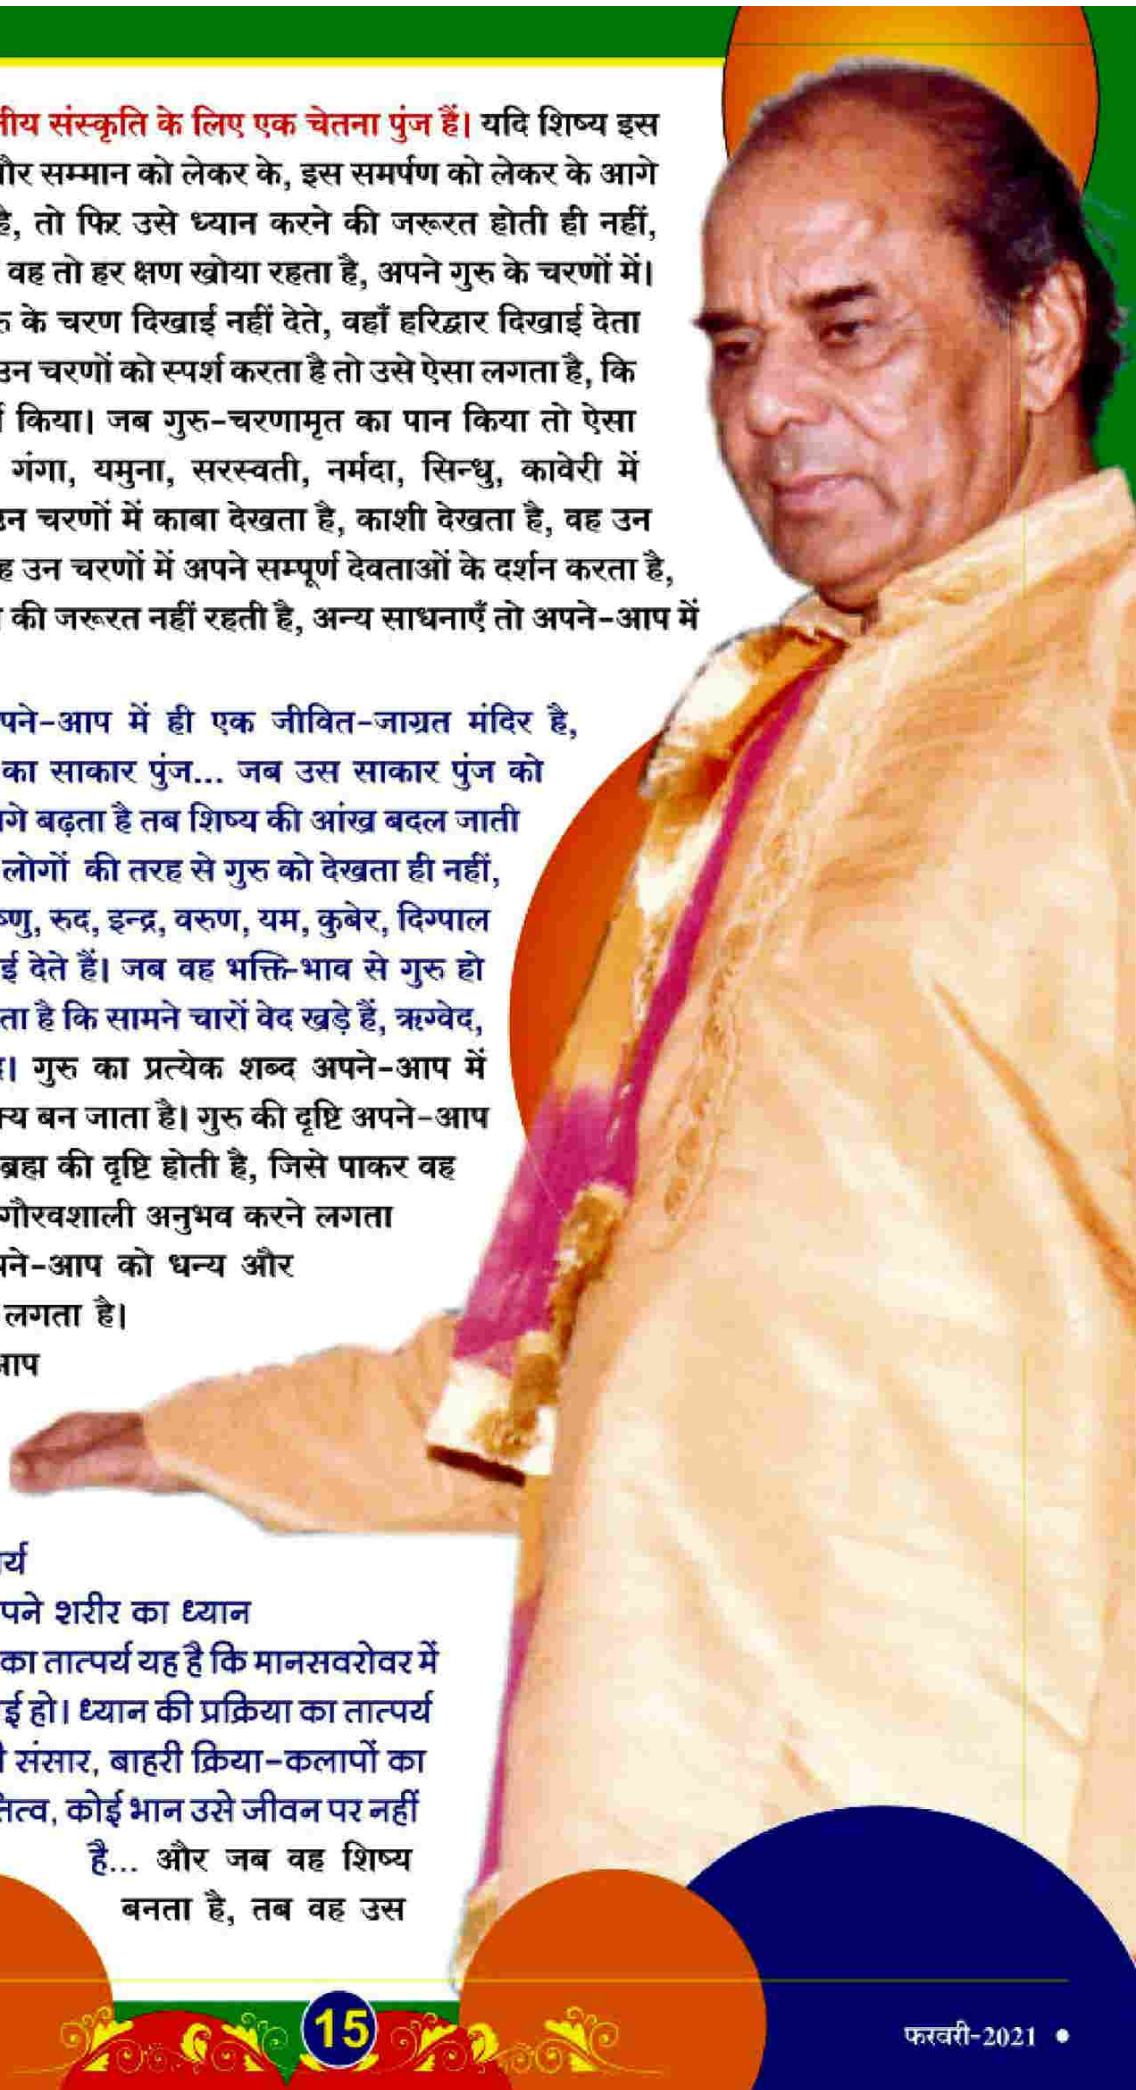 तीय संस्कृति के लिए एक चेतना पुंज हैं। यदि शिष्य इस
और सम्मान को लेकर के, इस समर्पण को लेकर के आगे
है, तो फिर उसे ध्यान करने की जरूरत होती ही नहीं,
वह तो हर क्षण खोया रहता है, अपने गुरु के चरणों में।
के चरण दिखाई नहीं देते, वहाँ हरिद्वार दिखाई देता
उन चरणों को स्पर्श करता है तो उसे ऐसा लगता है, कि
किया। जब गुरु-चरणामृत का पान किया तो ऐसा
गंगा, यमुना, सरस्वती, नर्मदा, सिन्धु, कावेरी में
उन चरणों में काबा देखता है, काशी देखता है, वह उन
ह उन चरणों में अपने सम्पूर्ण देवताओं के दर्शन करता है,
की जरूरत नहीं रहती है, अन्य साधनाएँ तो अपने-आप में
पने-आप में ही एक जीवित-जाग्रत मंदिर है,
का साकार पुंज... जब उस साकार पुंज को
गे बढ़ता है तब शिष्य की आंख बदल जाती
लोगों की तरह से गुरु को देखता ही नहीं,
ष्णु, रुद, इन्द्र, वरुण, यम, कुबेर, दिग्पाल
ई देते हैं। जब वह भक्ति-भाव से गुरु हो
ता है कि सामने चारों वेद खड़े हैं, ऋग्वेद,
गुरु का प्रत्येक शब्द अपने-आप में
क्य बन जाता है। गुरु की दृष्टि अपने-आप
ब्रह्म की दृष्टि होती है, जिसे पाकर वह
गौरवशाली अनुभव करने लगता
पने-आप को धन्य और
लगता है।
आप
र्य
पने शरीर का ध्यान
का तात्पर्य यह है कि मानसवरोवर में
ई हो। ध्यान की प्रक्रिया का तात्पर्य
संसार, बाहरी क्रिया-कलापों का
तित्व, कोई भान उसे जीवन पर नहीं
है... और जब वह शिष्य
बनता है, तब वह उस
15
फरवरी-2021 •